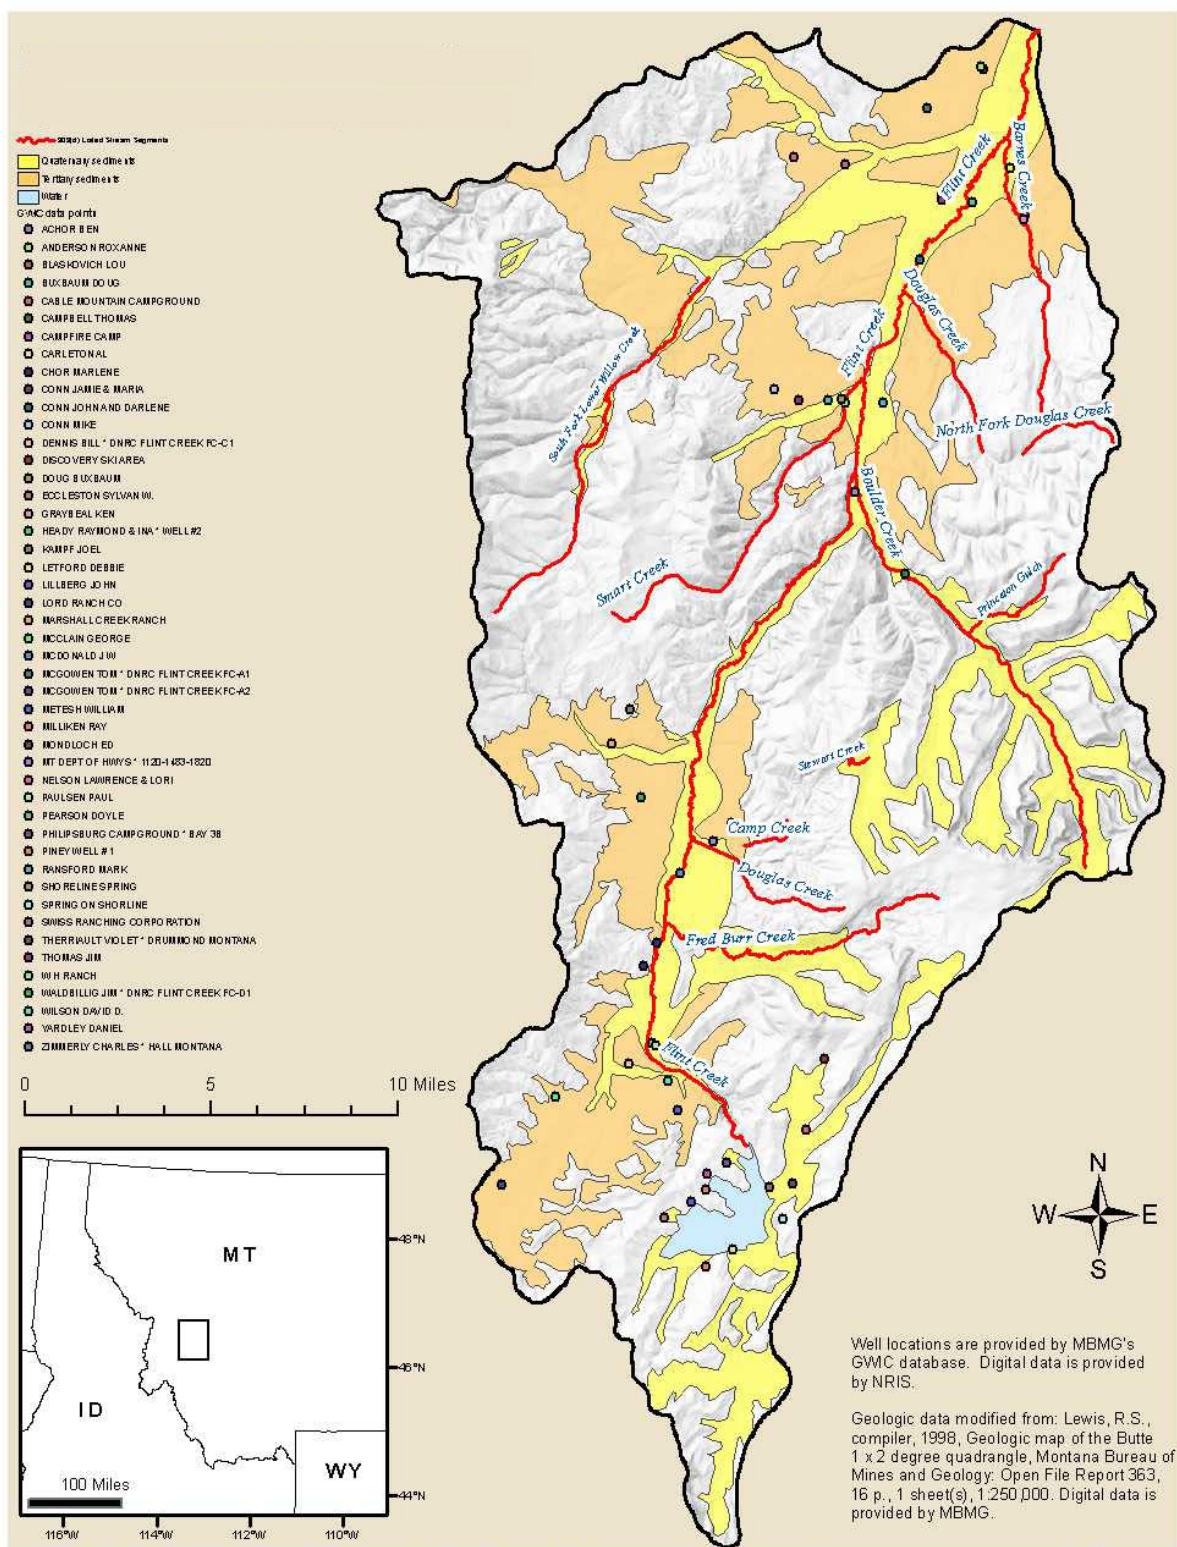 303(d) Listed Stream Segments
Quaternary sediments
Tertiary sediments
Water
GWIC data points
ACHOR BEN
ANDERSON ROXANNE
BLASKOVICH LOU
BUXBAUM DOUG
CABLE MOUNTAIN CAMPGROUND
CAMPBELL THOMAS
CAMPFIRE CAMP
CARLETON AL
CHOR MARLENE
CONN JAMIE & MARIA
CONN JOHN AND DARLENE
CONN MIKE
DENNIS BILL * DNRC FLINT CREEK FC-C1
DISCOVERY SKI AREA
DOUG BUXBAUM
ECCLESTON SYLVAN W.
GRAYBEAL KEN
HEADY RAYMOND & INA * WELL #2
KAMPF JOEL
LETFORD DEBBIE
LILLBERG JOHN
LORD RANCH CO
MARSHALL CREEK RANCH
MCCLAIN GEORGE
MCDONALD J W
MCGOWEN TOM * DNRC FLINT CREEK FC-A1
MCGOWEN TOM * DNRC FLINT CREEK FC-A2
METESH WILLIAM
MILLIKEN RAY
MONDLOCH ED
MT DEPT OF HWYS * 1120-1483-1820
NELSON LAWRENCE & LORI
PAULSEN PAUL
PEARSON DOYLE
PHILIPSBURG CAMPGROUND * BAY 3B
PINEY WELL #1
RANSFORD MARK
SHORELINE SPRING
SPRING ON SHORLINE
SWISS RANCHING CORPORATION
THERRIAULT VIOLET * DRUMMOND MONTANA
THOMAS JIM
W H RANCH
WALDBILLIG JIM * DNRC FLINT CREEK FC-D1
WILSON DAVID D.
YARDLEY DANIEL
ZIMMERLY CHARLES * HALL MONTANA
0 5 10 Miles
Flint Creek
Barnes Creek
Douglas Creek
Flint Creek
South Fork Lower Willow Creek
North Fork Douglas Creek
Boulder Creek
Smart Creek
Princeton Gulch
Stewart Creek
Camp Creek
Douglas Creek
Fred Burr Creek
Flint Creek
MT
ID
WY
100 Miles
48°N
46°N
44°N
116°W 114°W 112°W 110°W
N
W E
S
Well locations are provided by MBMG's
GWIC database. Digital data is provided
by NRIS.
Geologic data modified from: Lewis, R.S.,
compiler, 1998, Geologic map of the Butte
1 x 2 degree quadrangle, Montana Bureau of
Mines and Geology: Open File Report 363,
16 p., 1 sheet(s), 1:250,000. Digital data is
provided by MBMG.